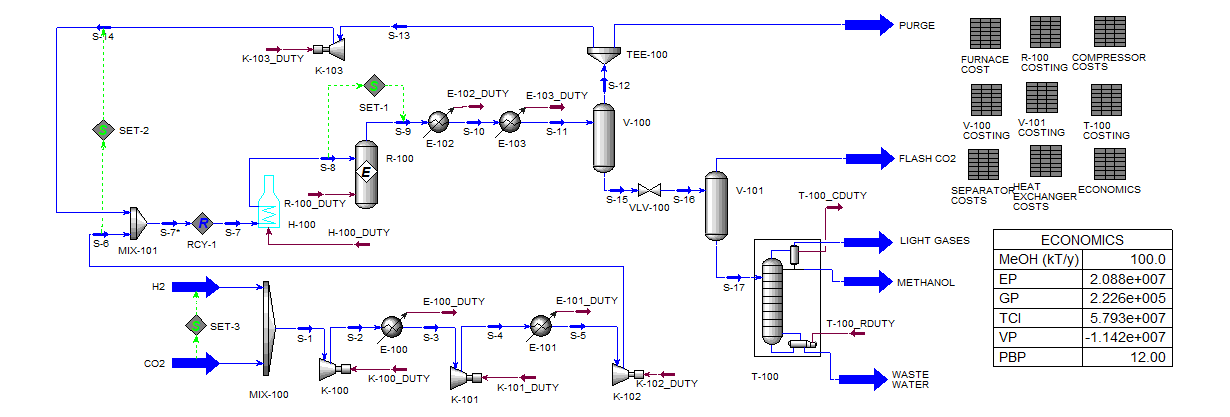 S-14
S-13
PURGE
K-103_DUTY
K-103
TEE-100
FURNACE
COST
R-100
COSTING
COMPRESSOR
COSTS
S-12
SET-1
E-102_DUTY
E-103_DUTY
SET-2
S-9
E-102
S-10
E-103
S-11
V-100
V-100
COSTING
V-101
COSTING
T-100
COSTING
S-8
R-100
E
FLASH CO2
R-100_DUTY
S-15
VLV-100
S-16
V-101
SEPARATOR
COSTS
HEAT
EXCHANGER
COSTS
ECONOMICS
T-100_CDUTY
S-6
MIX-101
S-7*
R
RCY-1
S-7
H-100
H-100_DUTY
LIGHT GASES
METHANOL
S-17
H2
SET-3
CO2
MIX-100
S-1
K-100
S-2
E-100_DUTY
E-100
S-3
K-100_DUTY
K-101
S-4
E-101_DUTY
E-101
S-5
K-101_DUTY
K-102
K-102_DUTY
T-100_RDUTY
T-100
WASTE
WATER
ECONOMICS
MeOH (kT/y) 100.0
EP 2.088e+007
GP 2.226e+005
TCI 5.793e+007
VP -1.142e+007
PBP 12.00